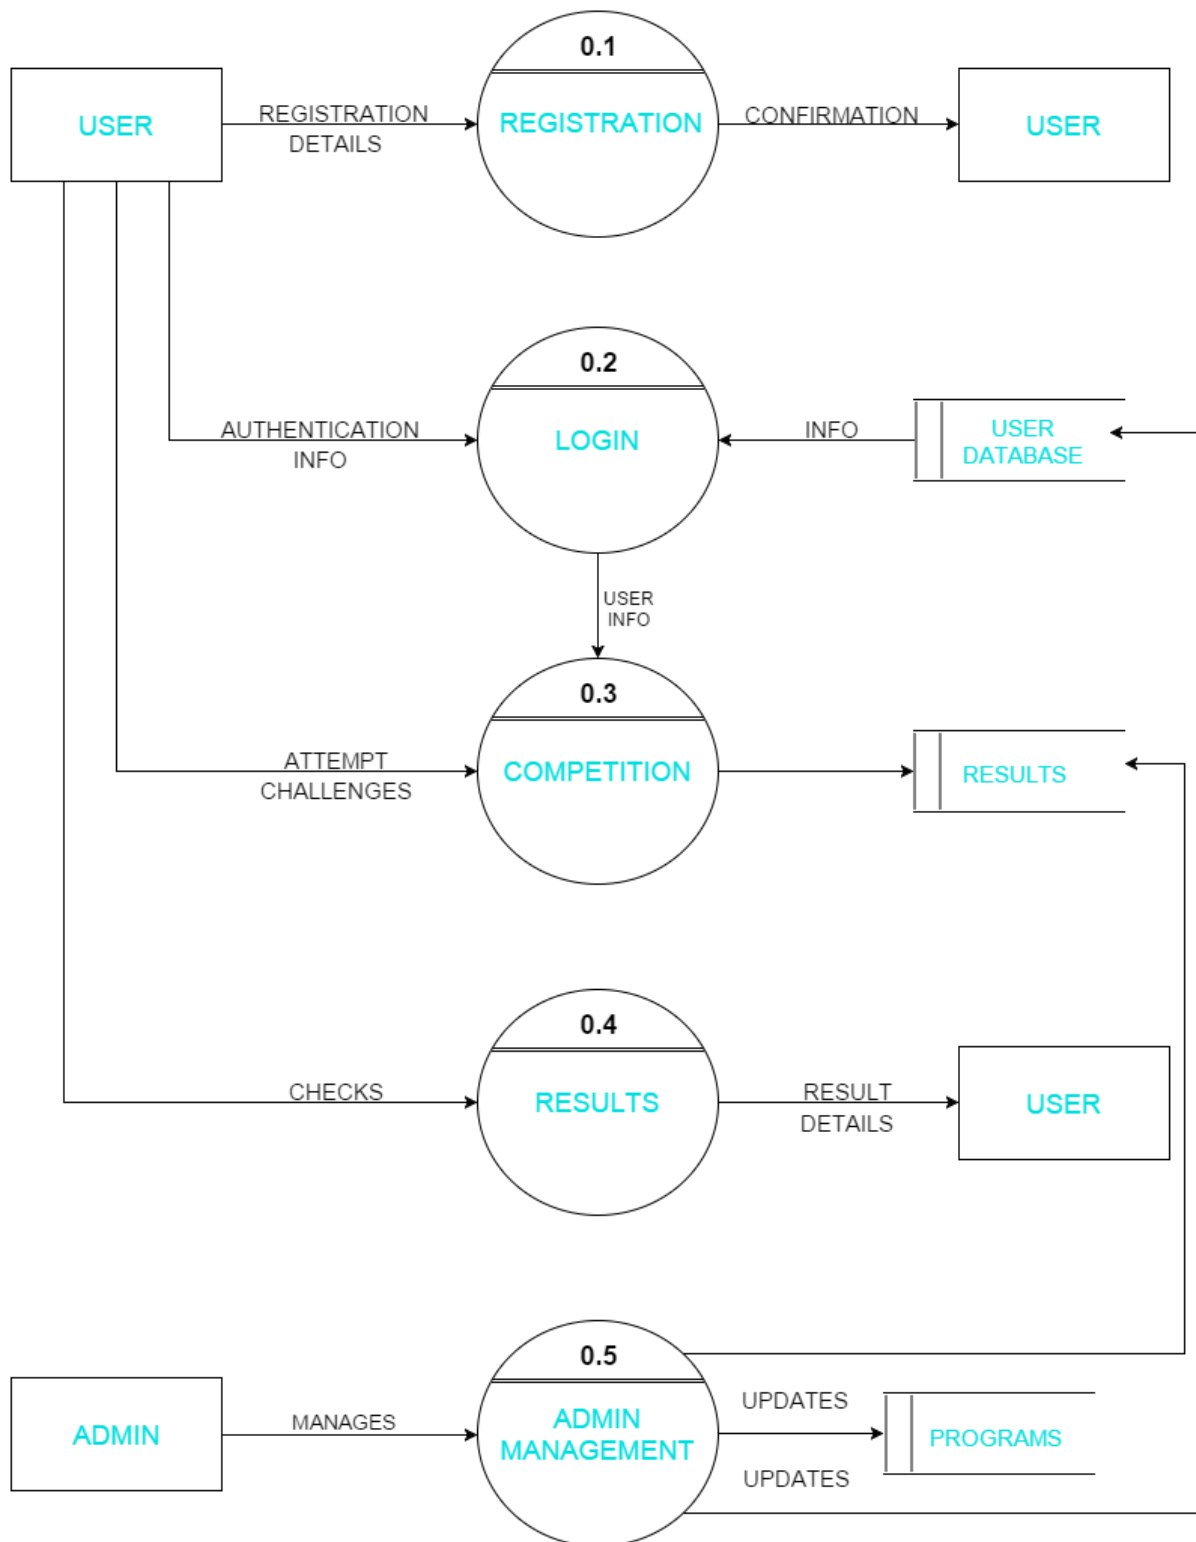 0.1
USER
REGISTRATION
DETAILS
REGISTRATION
CONFIRMATION
USER
0.2
AUTHENTICATION
INFO
LOGIN
INFO
USER
DATABASE
USER
INFO
0.3
ATTEMPT
CHALLENGES
COMPETITION
RESULTS
0.4
CHECKS
RESULTS
RESULT
DETAILS
USER
0.5
ADMIN
MANAGES
ADMIN
MANAGEMENT
UPDATES
PROGRAMS
UPDATES